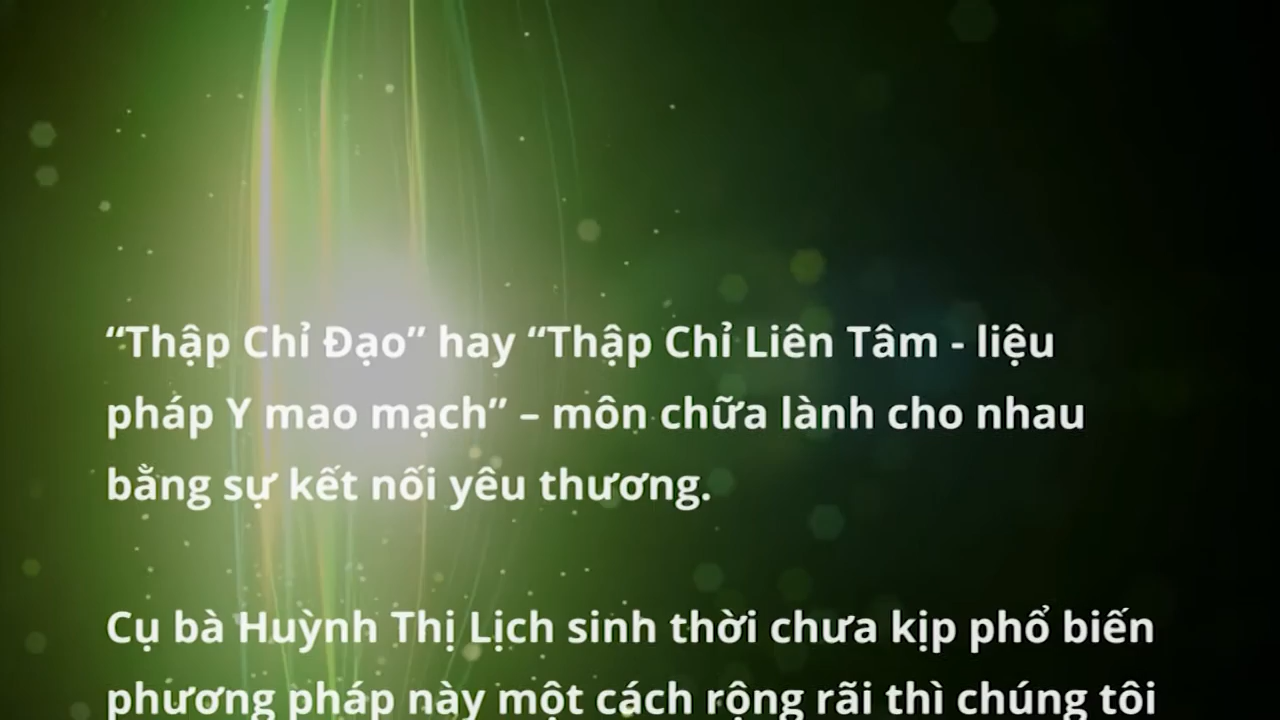 “Thập Chỉ Đạo” hay “Thập Chỉ Liên Tâm - liệu
pháp Y mao mạch” – môn chữa lành cho nhau
bằng sự kết nối yêu thương.
Cụ bà Huỳnh Thị Lịch sinh thời chưa kịp phổ biến
phương pháp này một cách rộng rãi thì chúng tôi